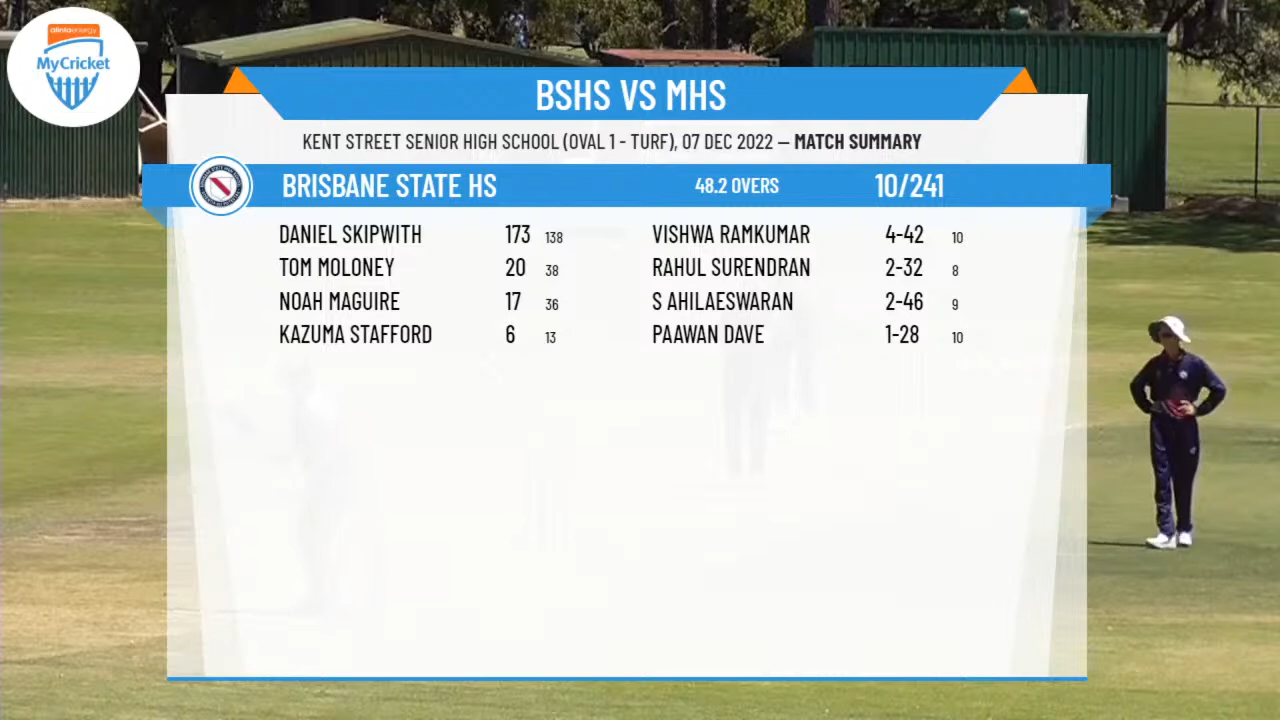 alintaenergy
MyCricket
BSHS VS MHS
KENT STREET SENIOR HIGH SCHOOL (OVAL 1 - TURF), 07 DEC 2022 – MATCH SUMMARY
BRISBANE STATE HS 48.2 OVERS 10/241
DANIEL SKIPWITH 173 138 VISHWA RAMKUMAR 4-42 10
TOM MOLONEY 20 38 RAHUL SURENDRAN 2-32 8
NOAH MAGUIRE 17 36 S AHILAESWARAN 2-46 9
KAZUMA STAFFORD 6 13 PAAWAN DAVE 1-28 10